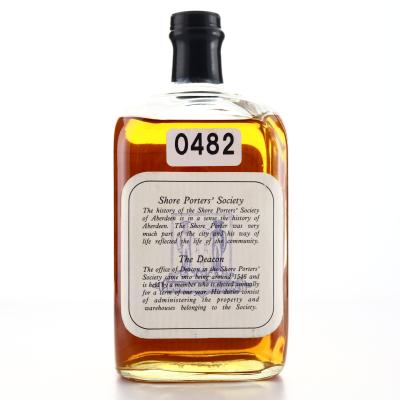 0482
Shore Porters' Society
The history of the Shore Porters' Society
of Aberdeen is in a sense the history of
Aberdeen. The Shore Porter was very
much part of the city and his way of
life reflected the life of the community.
The Deacon
The office of Deacon in the Shore Porters'
Society came into being around 1546 and
is held by a member who is elected annually
for a term of one year. His duties consist
of administering the property and
warehouses belonging to the Society.